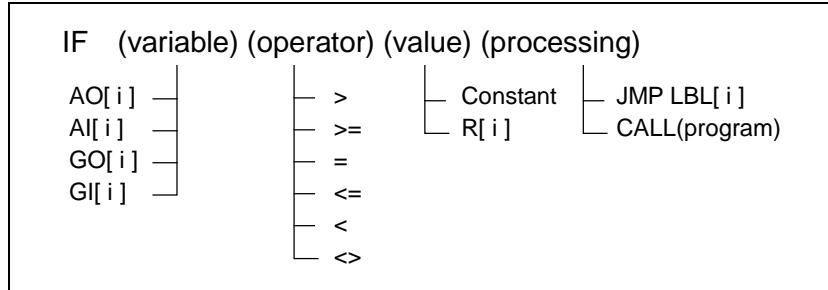 IF (variable) (operator) (value) (processing)
AO[ i ] > Constant JMP LBL[ i ]
AI[ i ] >= R[ i ] CALL(program)
GO[ i ] =
GI[ i ] <=
<
<>